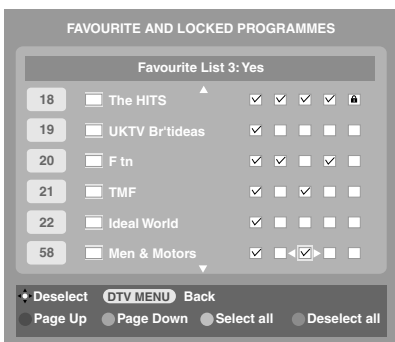 FAVOURITE AND LOCKED PROGRAMMES
Favourite List 3: Yes
18 The HITS
19 UKTV Br'tideas
20 F tn
21 TMF
22 Ideal World
58 Men & Motors
Deselect DTV MENU Back
Page Up Page Down Select all Deselect all